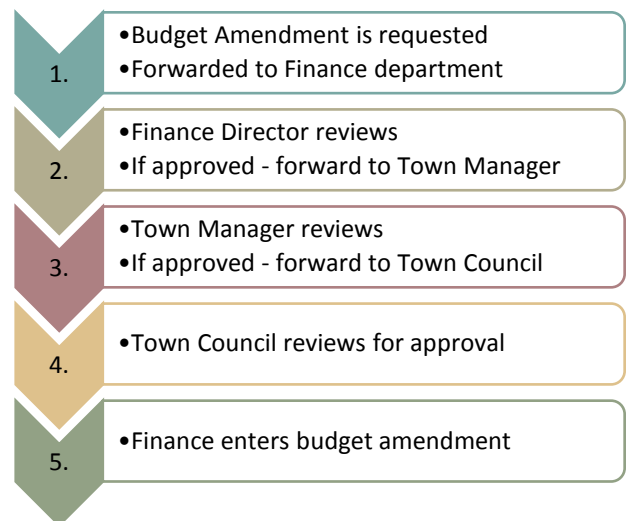 1.
•Budget Amendment is requested
•Forwarded to Finance department
2.
•Finance Director reviews
•If approved - forward to Town Manager
3.
•Town Manager reviews
•If approved - forward to Town Council
4.
•Town Council reviews for approval
5.
•Finance enters budget amendment